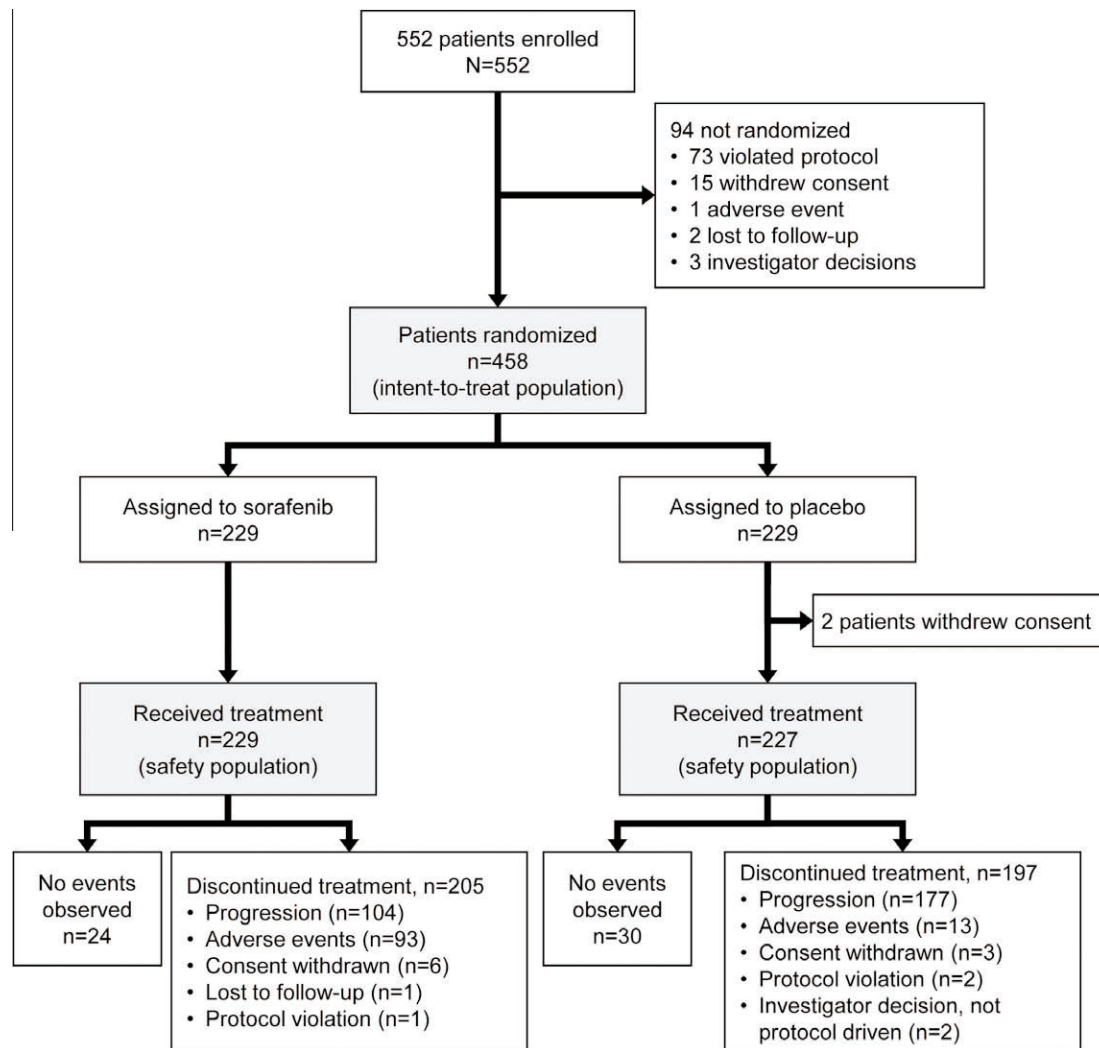 552 patients enrolled
N=552
94 not randomized
• 73 violated protocol
• 15 withdrew consent
• 1 adverse event
• 2 lost to follow-up
• 3 investigator decisions
Patients randomized
n=458
(intent-to-treat population)
Assigned to sorafenib
n=229
Assigned to placebo
n=229
2 patients withdrew consent
Received treatment
n=229
(safety population)
Received treatment
n=227
(safety population)
No events
observed
n=24
Discontinued treatment, n=205
• Progression (n=104)
• Adverse events (n=93)
• Consent withdrawn (n=6)
• Lost to follow-up (n=1)
• Protocol violation (n=1)
No events
observed
n=30
Discontinued treatment, n=197
• Progression (n=177)
• Adverse events (n=13)
• Consent withdrawn (n=3)
• Protocol violation (n=2)
• Investigator decision, not
protocol driven (n=2)